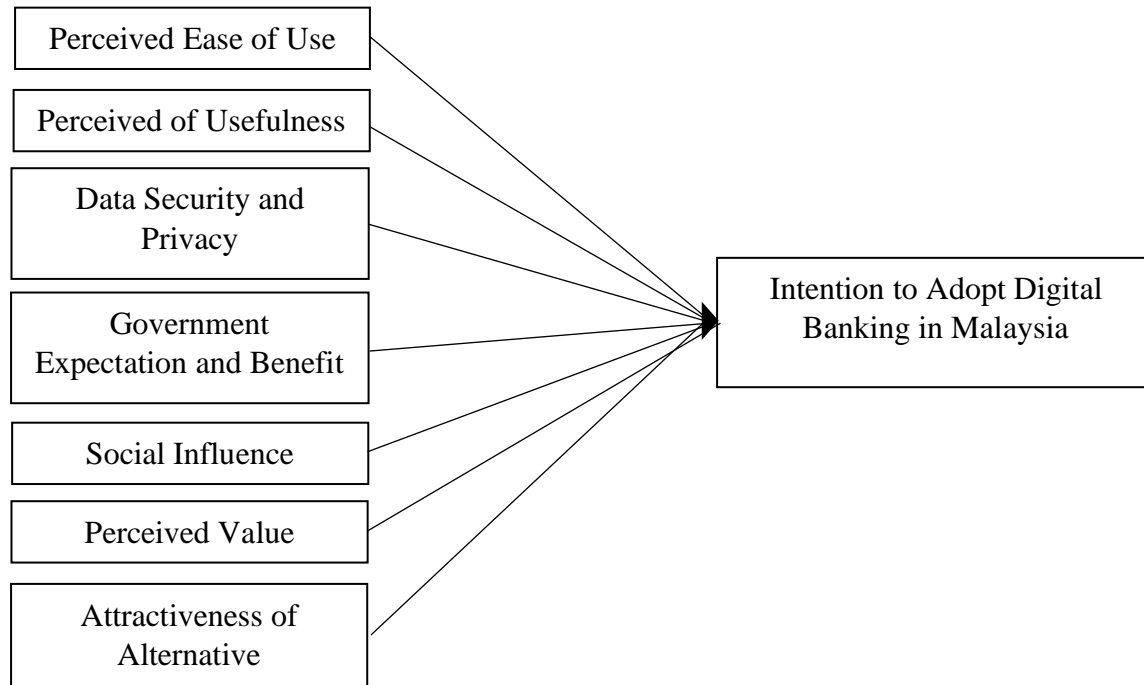 Perceived Ease of Use
Perceived of Usefulness
Data Security and
Privacy
Government
Expectation and Benefit
Social Influence
Perceived Value
Attractiveness of
Alternative
Intention to Adopt Digital
Banking in Malaysia